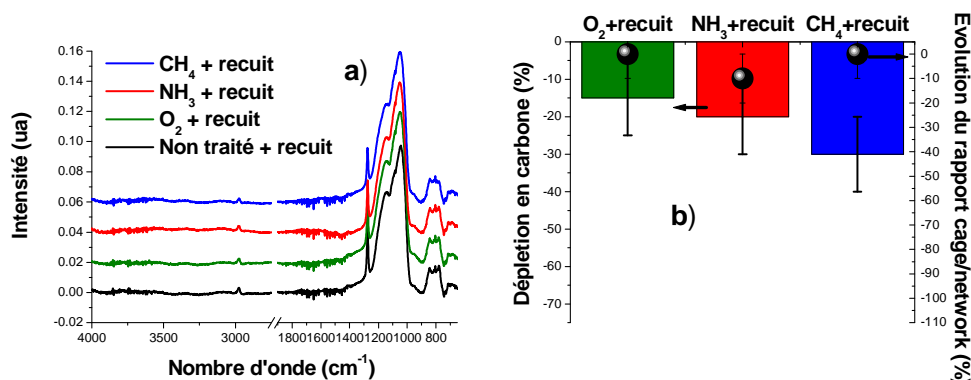 0.16
0.14
0.12
0.10
0.08
0.06
0.04
0.02
0.00
-0.02
Intensité (ua)
CH4 + recuit
NH3 + recuit
O2 + recuit
Non traité + recuit
a)
4000 3500 3000 1800 1600 1400 1200 1000 800
Nombre d'onde (cm-1)
O2+recuit NH3+recuit CH4+recuit
0
-10
-20
-30
-40
-50
-60
-70
Déplétion en carbone (%)
b)
0
-10
-20
-30
-40
-50
-60
-70
-80
-90
-100
-110
Evolution du rapport cage/network (%)